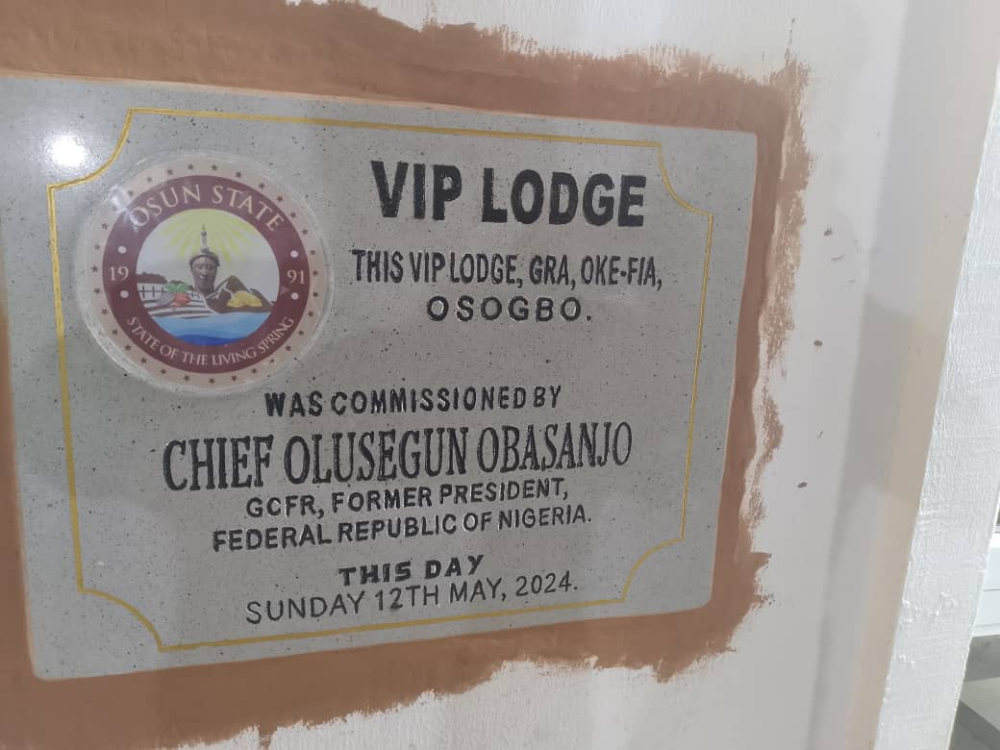 OSUN STATE
19 91
STATE OF THE LIVING SPRING
VIP LODGE
THIS VIP LODGE, GRA, OKE-FIA,
OSOGBO.
WAS COMMISSIONED BY
CHIEF OLUSEGUN OBASANJO
GCFR, FORMER PRESIDENT,
FEDERAL REPUBLIC OF NIGERIA.
THIS DAY
SUNDAY 12TH MAY, 2024.